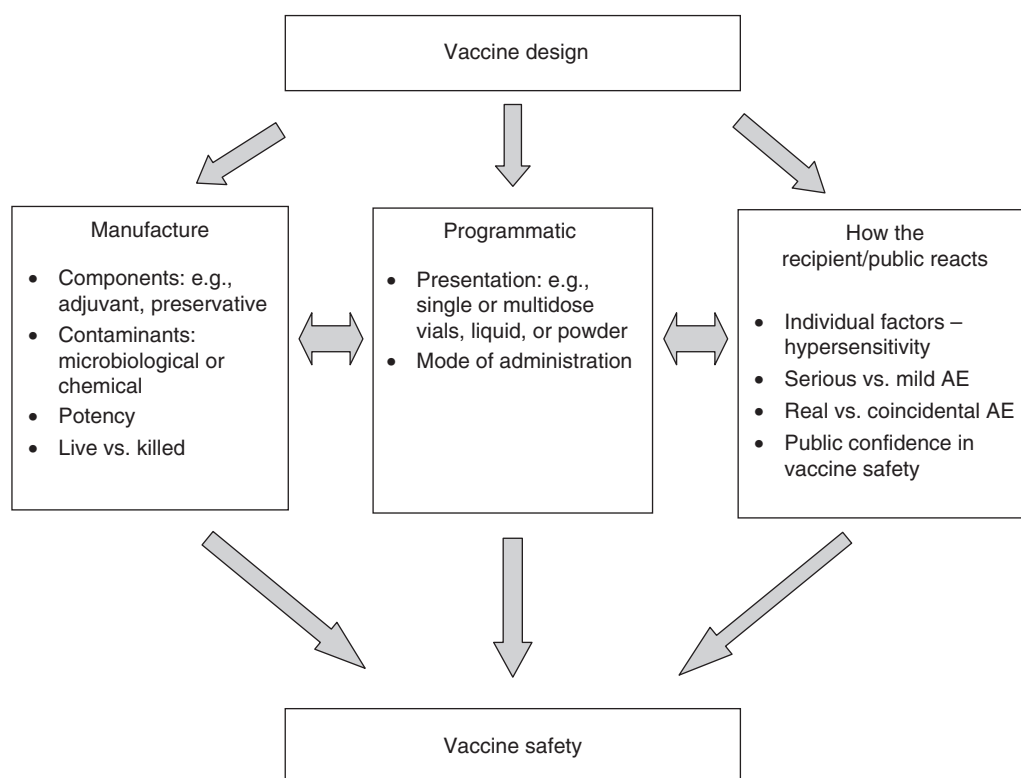 Vaccine design
Manufacture
• Components: e.g.,
adjuvant, preservative
• Contaminants:
microbiological or
chemical
• Potency
• Live vs. killed
Programmatic
• Presentation: e.g.,
single or multidose
vials, liquid, or powder
• Mode of administration
How the
recipient/public reacts
• Individual factors –
hypersensitivity
• Serious vs. mild AE
• Real vs. coincidental AE
• Public confidence in
vaccine safety
Vaccine safety